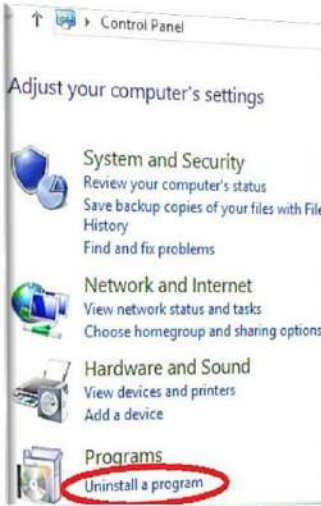 Control Panel
Adjust your computer's settings
System and Security
Review your computer's status
Save backup copies of your files with File
History
Find and fix problems
Network and Internet
View network status and tasks
Choose homegroup and sharing options
Hardware and Sound
View devices and printers
Add a device
Programs
Uninstall a program